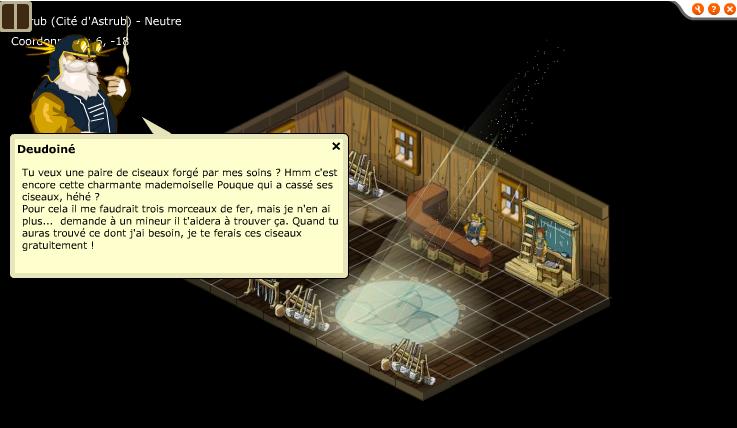 rub (Cité d'Astrub) - Neutre
Coordonn 6, -18
Deudoiné
Tu veux une paire de ciseaux forgé par mes soins ? Hmm c'est
encore cette charmante mademoiselle Pouque qui a cassé ses
ciseaux, héhé ?
Pour cela il me faudrait trois morceaux de fer, mais je n'en ai
plus... demande à un mineur il t'aidera à trouver ça. Quand tu
auras trouvé ce dont j'ai besoin, je te ferais ces ciseaux
gratuitement !